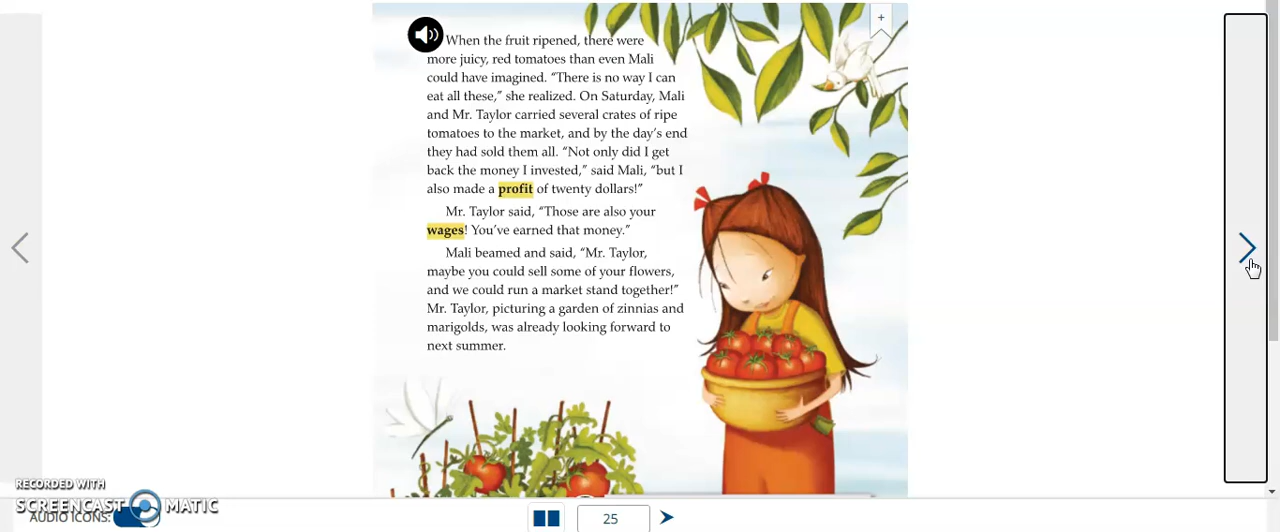 When the fruit ripened, there were
more juicy, red tomatoes than even Mali
could have imagined. “There is no way I can
eat all these,” she realized. On Saturday, Mali
and Mr. Taylor carried several crates of ripe
tomatoes to the market, and by the day’s end
they had sold them all. “Not only did I get
back the money I invested,” said Mali, “but I
also made a profit of twenty dollars!”
Mr. Taylor said, “Those are also your
wages! You’ve earned that money.”
Mali beamed and said, “Mr. Taylor,
maybe you could sell some of your flowers,
and we could run a market stand together!”
Mr. Taylor, picturing a garden of zinnias and
marigolds, was already looking forward to
next summer.
RECORDED WITH
SCREENCAST MATIC
AUDIO ICONS:
25